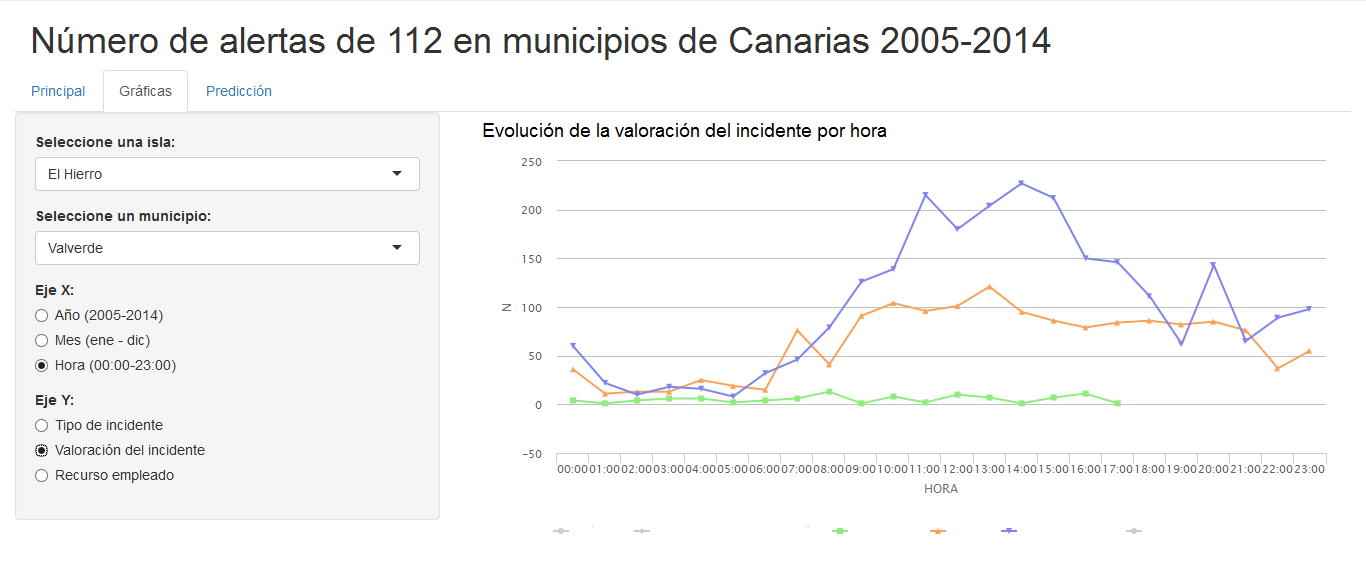 Número de alertas de 112 en municipios de Canarias 2005-2014
Principal
Gráficas
Predicción
Seleccione una isla:
El Hierro
Seleccione un municipio:
Valverde
Eje X:
Año (2005-2014)
Mes (ene - dic)
Hora (00:00-23:00)
Eje Y:
Tipo de incidente
Valoración del incidente
Recurso empleado
Evolución de la valoración del incidente por hora
N
250
200
150
100
50
0
-50
00:00 01:00 02:00 03:00 04:00 05:00 06:00 07:00 08:00 09:00 10:00 11:00 12:00 13:00 14:00 15:00 16:00 17:00 18:00 19:00 20:00 21:00 22:00 23:00
HORA